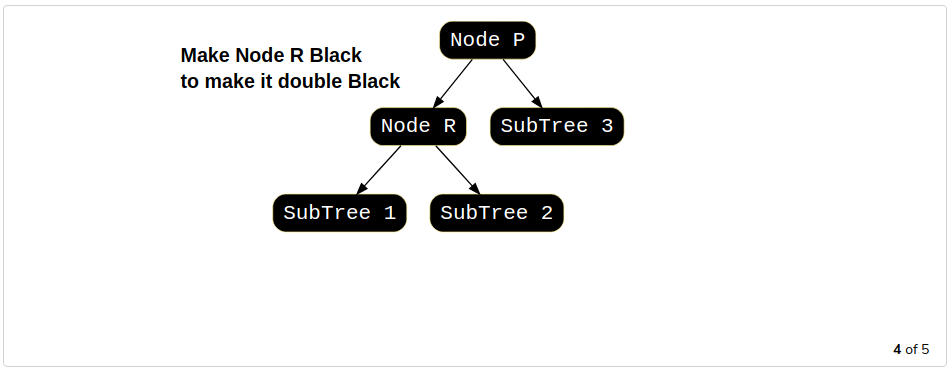 Node P
Make Node R Black
to make it double Black
Node R
SubTree 3
SubTree 1
SubTree 2
4 of 5